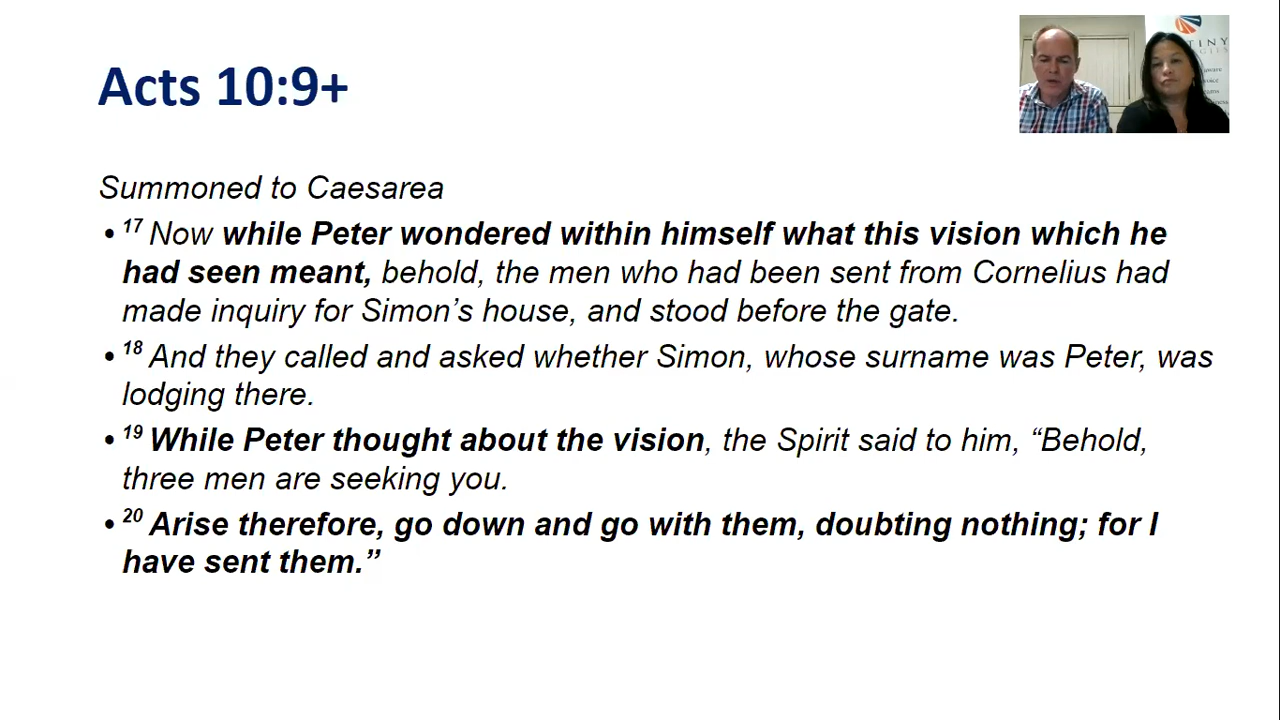 Acts 10:9+
TINY
Summoned to Caesarea
• 17 Now while Peter wondered within himself what this vision which he
had seen meant, behold, the men who had been sent from Cornelius had
made inquiry for Simon’s house, and stood before the gate.
• 18 And they called and asked whether Simon, whose surname was Peter, was
lodging there.
• 19 While Peter thought about the vision, the Spirit said to him, “Behold,
three men are seeking you.
• 20 Arise therefore, go down and go with them, doubting nothing; for I
have sent them.”